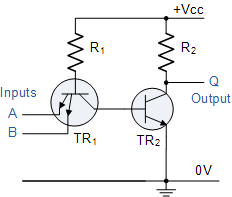 +Vcc
R1
R2
Inputs
A
B
Q
Output
TR1
TR2
0V